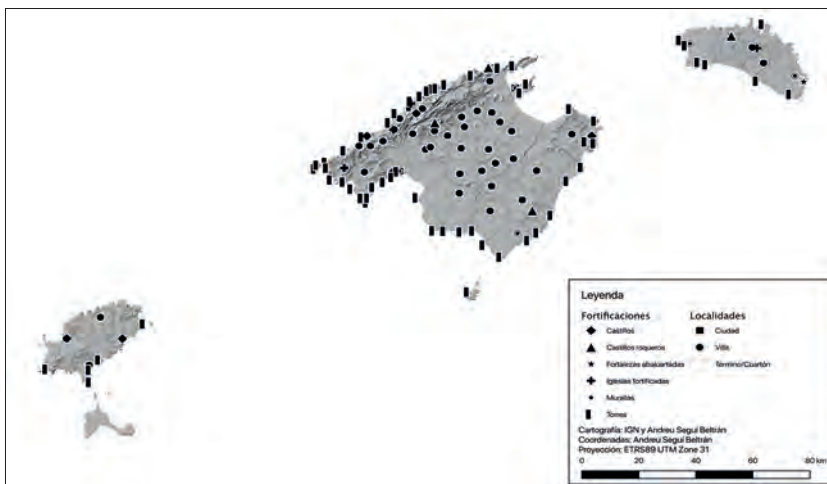 Leyenda
Fortificaciones Localidades
Castillos Ciudad
Castillos roqueros Villa
Fortalezas abaluartadas Término/Cuartón
Iglesias fortificadas
Murallas
Torres
Cartografía: IGN y Andreu Seguí Beltrán
Coordenadas: Andreu Seguí Beltrán
Proyección: ETRS89 UTM Zone 31
0 20 40 60 80 km